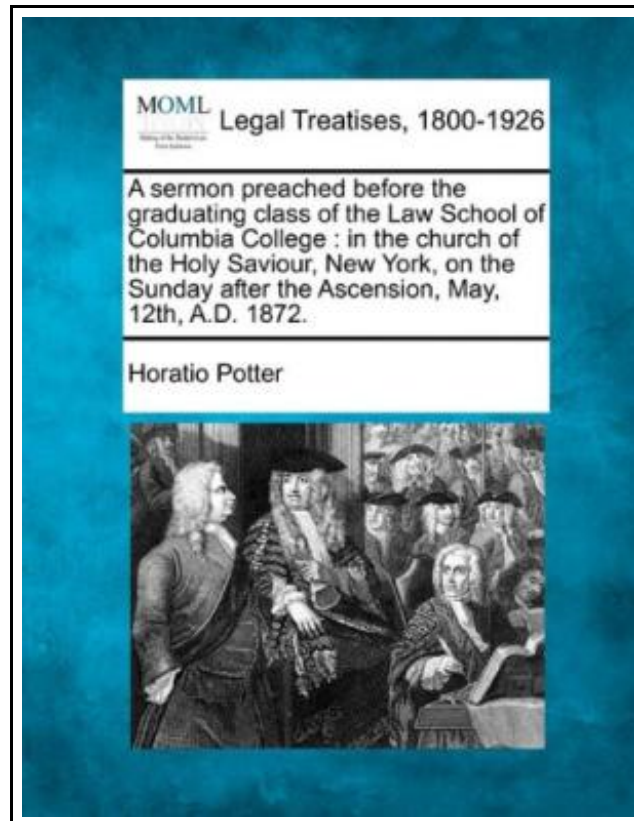 MOML
Legal Treatises, 1800-1926
A sermon preached before the
graduating class of the Law School of
Columbia College : in the church of
the Holy Saviour, New York, on the
Sunday after the Ascension, May,
12th, A.D. 1872.
Horatio Potter